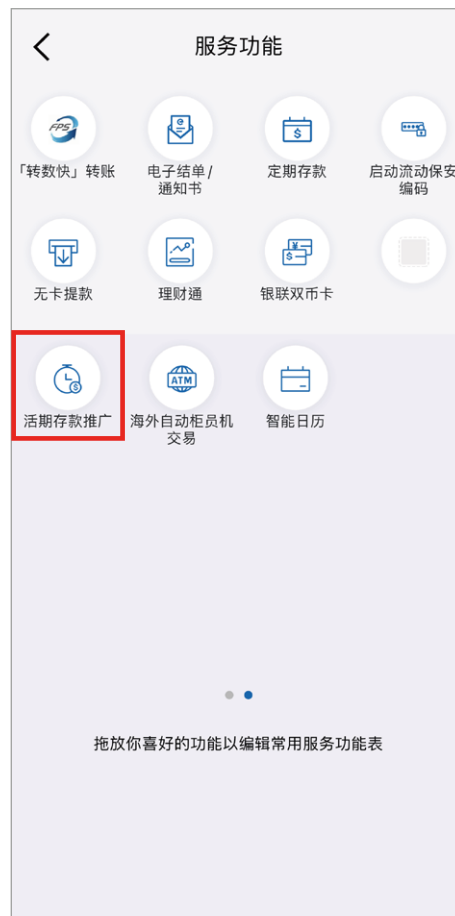 服务功能
FPS
「转数快」转账
电子结单/
通知书
定期存款
启动流动保安
编码
无卡提款
理财通
银联双币卡
活期存款推广
ATM
海外自动柜员机
交易
智能日历
拖放你喜好的功能以编辑常用服务功能表